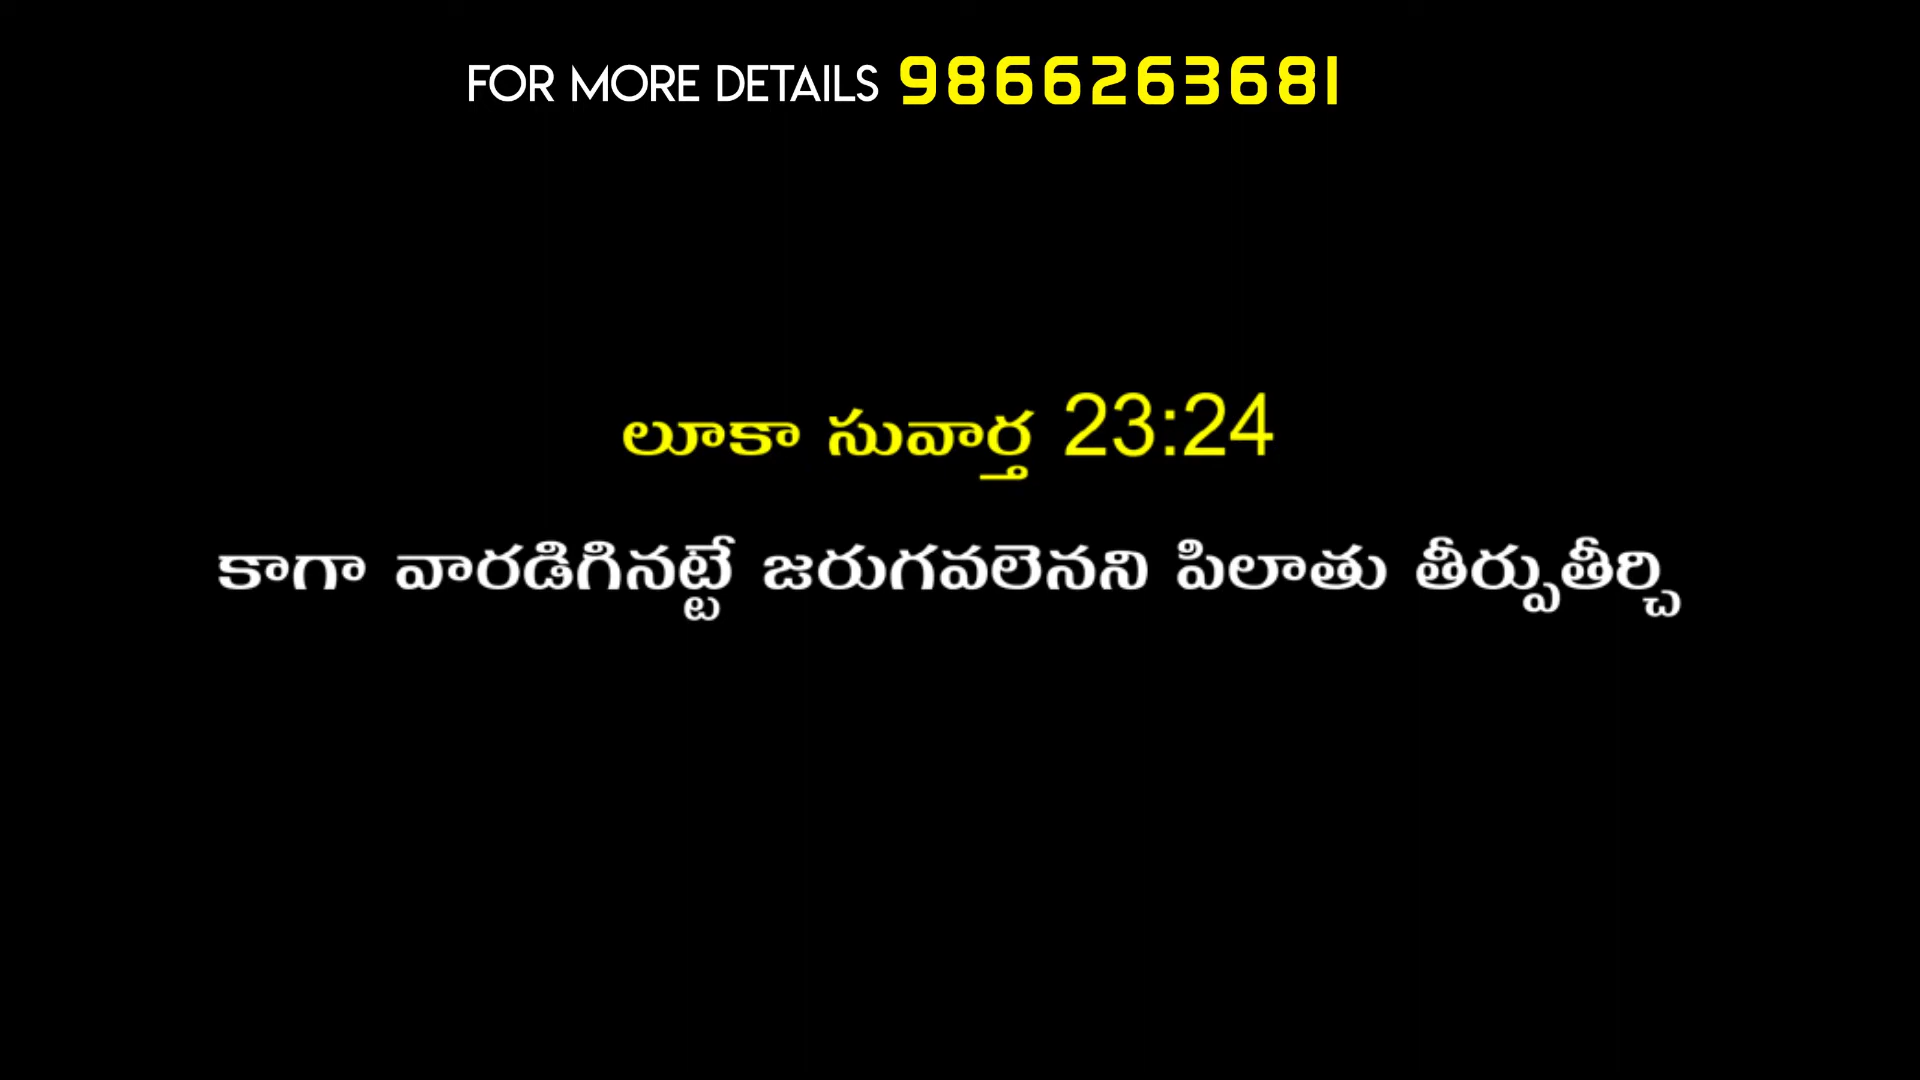 FOR MORE DETAILS 9866263681
లూకా సువార్త 23:24
కాగా వారడిగినట్టే జరుగవలెనని పిలాతు తీర్పుతీర్చి